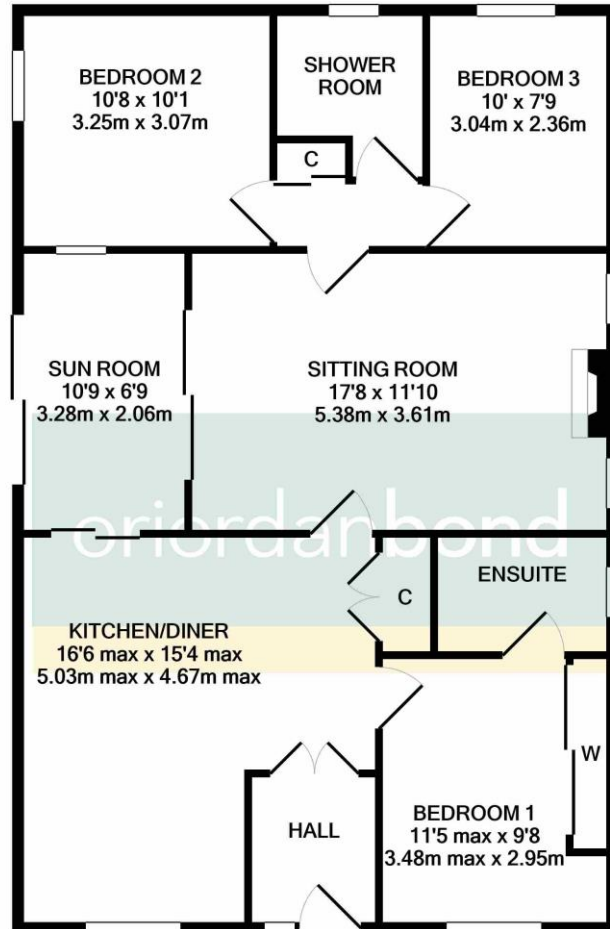 BEDROOM 2
10'8 x 10'1
3.25m x 3.07m
SHOWER
ROOM
BEDROOM 3
10' x 7'9
3.04m x 2.36m
C
SUN ROOM
10'9 x 6'9
3.28m x 2.06m
SITTING ROOM
17'8 x 11'10
5.38m x 3.61m
oriordanbond
KITCHEN/DINER
16'6 max x 15'4 max
5.03m max x 4.67m max
C
ENSUITE
HALL
BEDROOM 1
11'5 max x 9'8
3.48m max x 2.95m
W